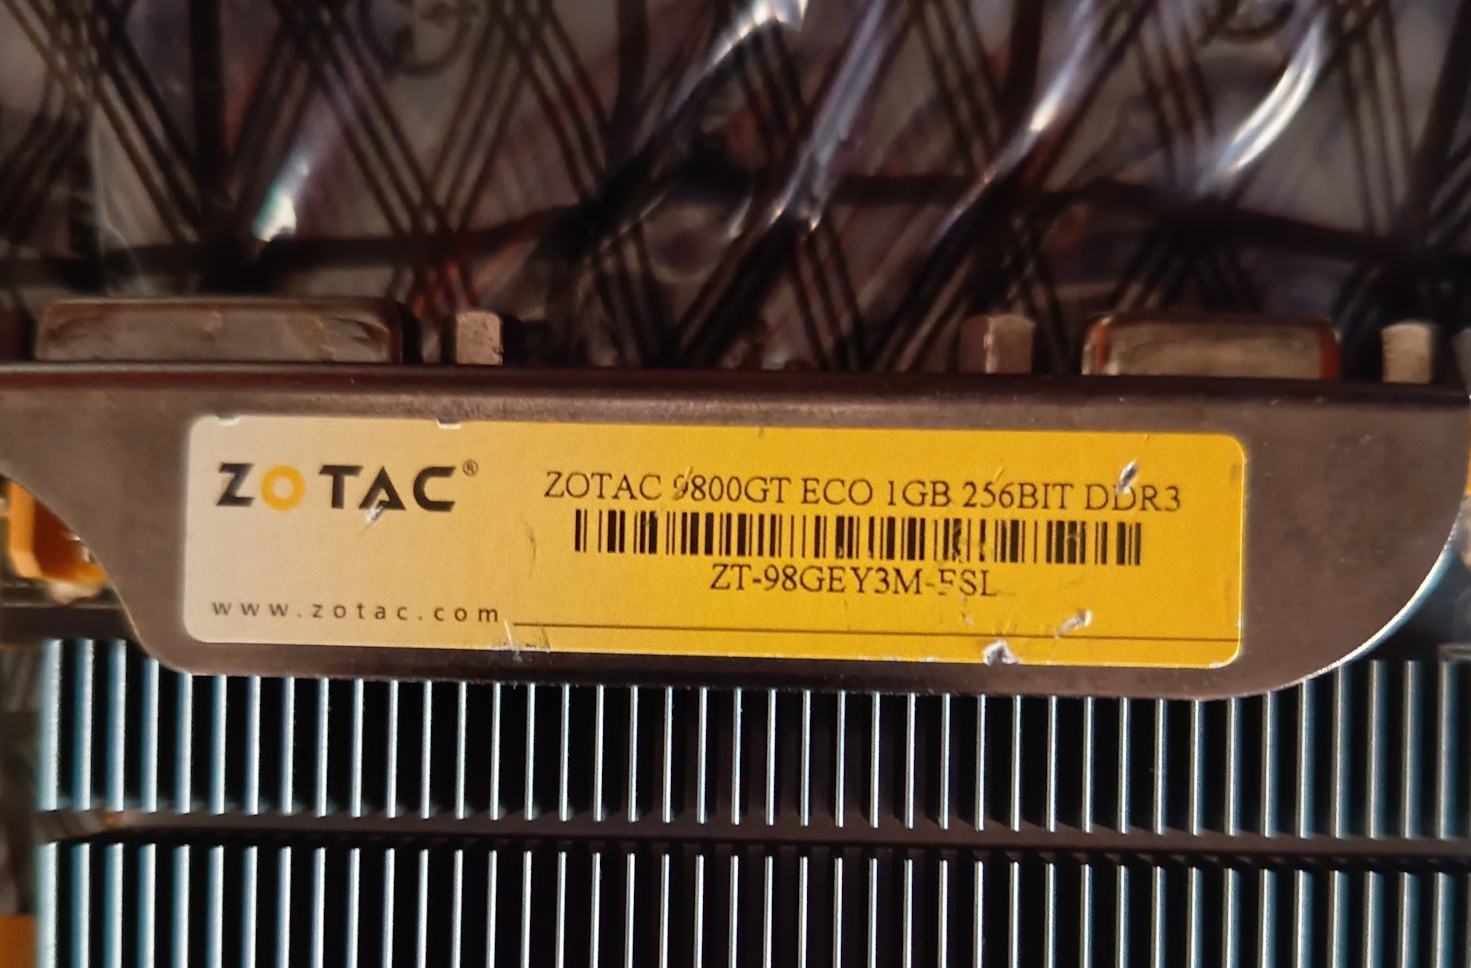 ZOTAC®
ZOTAC 9800GT ECO 1GB 256BIT DDR3
ZT-98GEY3M-FSL
www.zotac.com